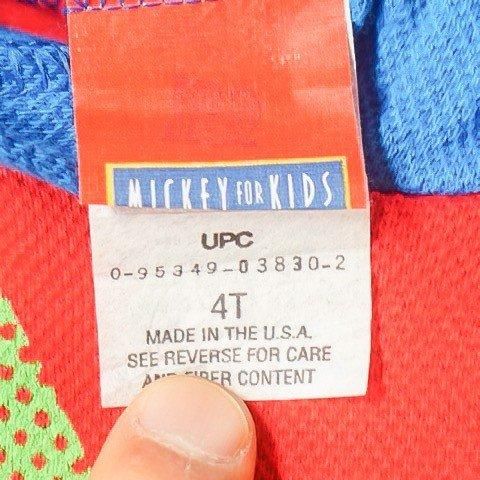 MICKEY FOR KIDS
UPC
0-95349-03830-2
4T
MADE IN THE U.S.A.
SEE REVERSE FOR CARE
AND FIBER CONTENT